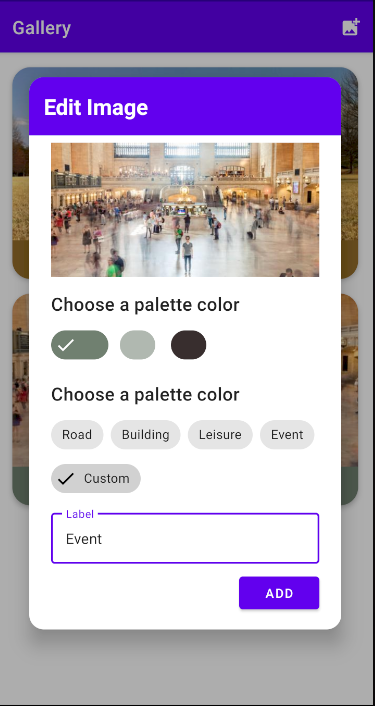 Gallery
Edit Image
Choose a palette color
Choose a palette color
Road Building Leisure Event
Custom
Label
Event
ADD